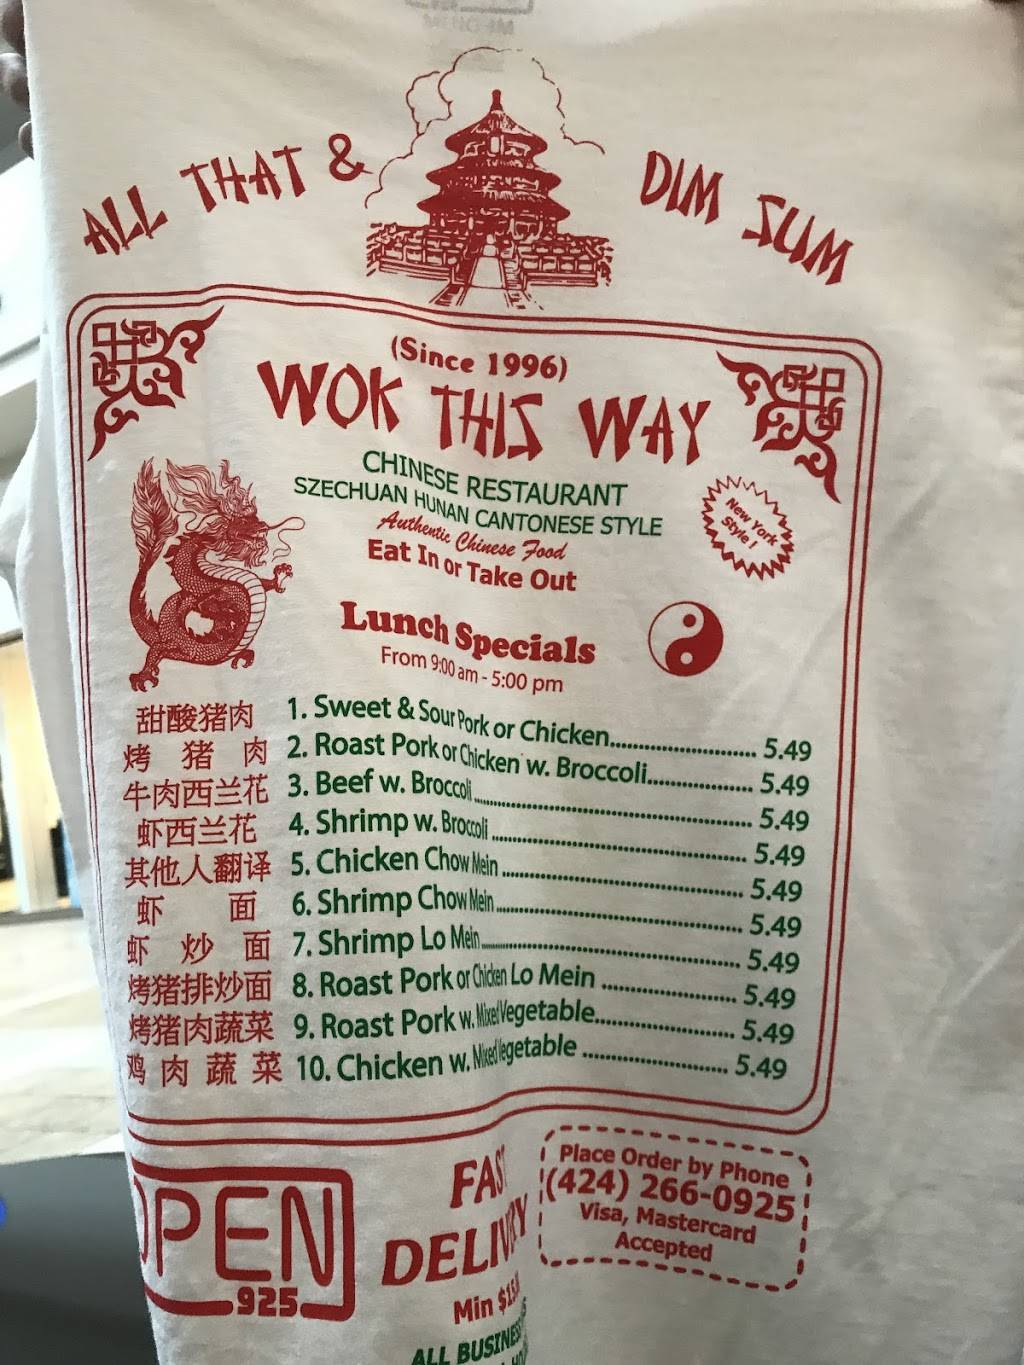 ALL THAT & DIM SUM
(Since 1996)
WOK THIS WAY
CHINESE RESTAURANT
SZECHUAN HUNAN CANTONESE STYLE
Authentic Chinese Food
Eat In or Take Out
New York
Style !
Lunch Specials
From 9:00 am - 5:00 pm
甜酸猪肉 1. Sweet & Sour Pork or Chicken........................ 5.49
烤 猪 肉 2. Roast Pork or Chicken w. Broccoli................. 5.49
牛肉西兰花 3. Beef w. Broccoli............................................. 5.49
虾西兰花 4. Shrimp w. Broccoli ......................................... 5.49
其他人翻译 5. Chicken Chow Mein ....................................... 5.49
虾 面 6. Shrimp Chow Mein........................................ 5.49
虾 炒 面 7. Shrimp Lo Mein.......................................... 5.49
烤猪排炒面 8. Roast Pork or Chicken Lo Mein ...................... 5.49
烤猪肉蔬菜 9. Roast Pork w. Mixed Vegetable....................... 5.49
鸡 肉 蔬 菜 10. Chicken w. Mixed Vegetable ........................ 5.49
OPEN
925
FAST
DELIVERY
Min
ALL BUSINESS
Place Order by Phone
(424) 266-0925
Visa, Mastercard
Accepted